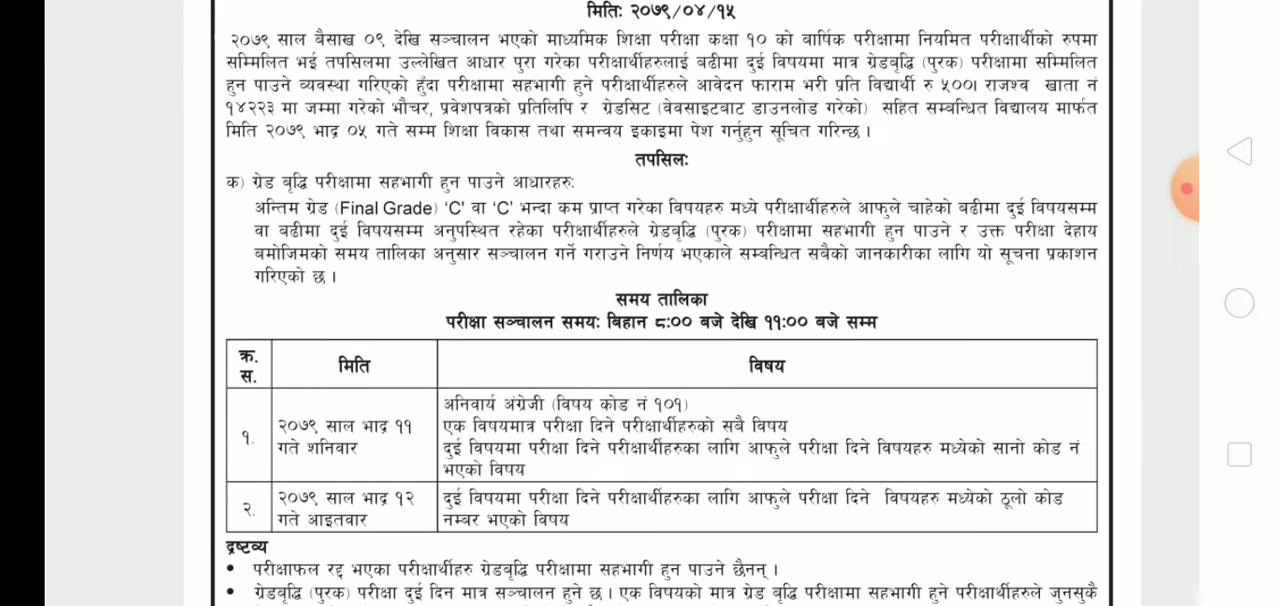 मिति: २०७९/०४/१५
२०७९ साल बैसाख ०९ देखि सञ्चालन भएको माध्यमिक शिक्षा परीक्षा कक्षा १० को बार्षिक परीक्षामा नियमित परीक्षार्थीको रुपमा
सम्मिलित भई तपसिलमा उल्लेखित आधार पुरा गरेका परीक्षार्थीहरुलाई बढीमा दुई विषयमा मात्र ग्रेडबृद्धि (पुरक) परीक्षामा सम्मिलित
हुन पाउने व्यवस्था गरिएको हुँदा परीक्षामा सहभागी हुने परीक्षार्थीहरुले आवेदन फाराम भरी प्रति विद्यार्थी रु ५००। राजश्व खाता नं
१४२२३ मा जम्मा गरेको भौचर, प्रवेशपत्रको प्रतिलिपि र ग्रेडसिट (बेवसाइटबाट डाउनलोड गरेको) सहित सम्बन्धित विद्यालय मार्फत
मिति २०७९ भाद्र ०५ गते सम्म शिक्षा विकास तथा समन्वय इकाइमा पेश गर्नुहुन सूचित गरिन्छ।
तपसिल:
क) ग्रेड बृद्धि परीक्षामा सहभागी हुन पाउने आधारहरु:
अन्तिम ग्रेड (Final Grade) ‘C’ वा ‘C’ भन्दा कम प्राप्त गरेका विषयहरु मध्ये परीक्षार्थीहरुले आफुले चाहेको बढीमा दुई विषयसम्म
वा बढीमा दुई विषयसम्म अनुपस्थित रहेका परीक्षार्थीहरुले ग्रेडबृद्धि (पुरक) परीक्षामा सहभागी हुन पाउने र उक्त परीक्षा देहाय
बमोजिमको समय तालिका अनुसार सञ्चालन गर्ने गराउने निर्णय भएकाले सम्बन्धित सबैको जानकारीका लागि यो सूचना प्रकाशन
गरिएको छ।
समय तालिका
परीक्षा सञ्चालन समय: बिहान ८:०० बजे देखि ११:०० बजे सम्म
क्र. स. मिति विषय
१. २०७९ साल भाद्र ११ गते शनिवार
अनिवार्य अंग्रेजी (विषय कोड नं १०१)
एक विषयमात्र परीक्षा दिने परीक्षार्थीहरुको सबै विषय
दुई विषयमा परीक्षा दिने परीक्षार्थीहरुका लागि आफुले परीक्षा दिने विषयहरु मध्येको सानो कोड नं
भएको विषय
२. २०७९ साल भाद्र १२ गते आइतवार
दुई विषयमा परीक्षा दिने परीक्षार्थीहरुका लागि आफुले परीक्षा दिने विषयहरु मध्येको ठूलो कोड
नम्बर भएको विषय
द्रष्टव्य
• परीक्षाफल रद्द भएका परीक्षार्थीहरु ग्रेडबृद्धि परीक्षामा सहभागी हुन पाउने छैनन्।
• ग्रेडबृद्धि (पुरक) परीक्षा दुई दिन मात्र सञ्चालन हुने छ। एक विषयको मात्र ग्रेड बृद्धि परीक्षामा सहभागी हुने परीक्षार्थीहरुले जुनसुकै